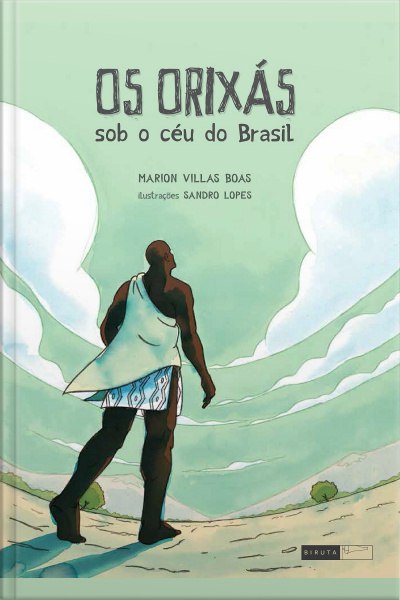 OS ORIXÁS
sob o céu do Brasil
MARION VILLAS BOAS
ilustrações SANDRO LOPES
BIRUTA